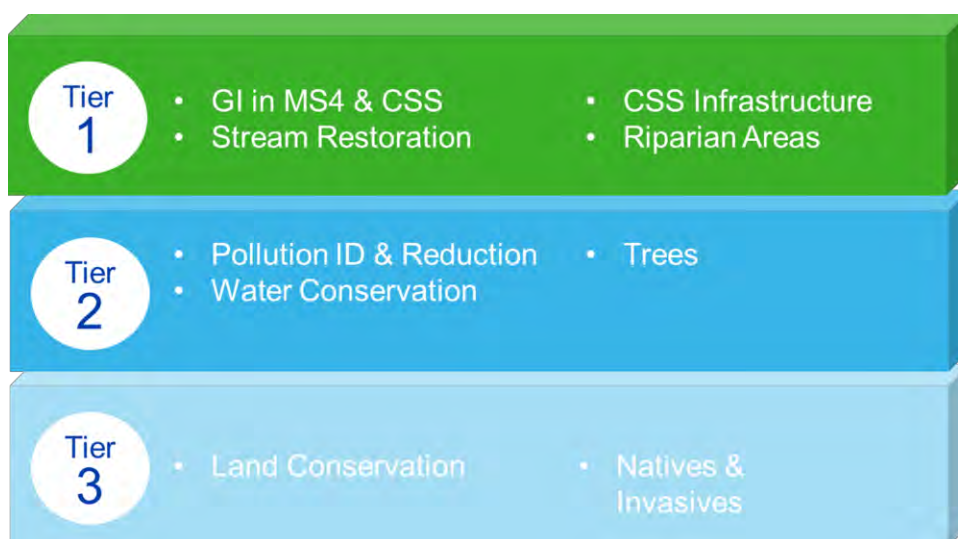 Tier
1
• GI in MS4 & CSS
• Stream Restoration
• CSS Infrastructure
• Riparian Areas
Tier
2
• Pollution ID & Reduction
• Water Conservation
• Trees
Tier
3
• Land Conservation
• Natives &
Invasives